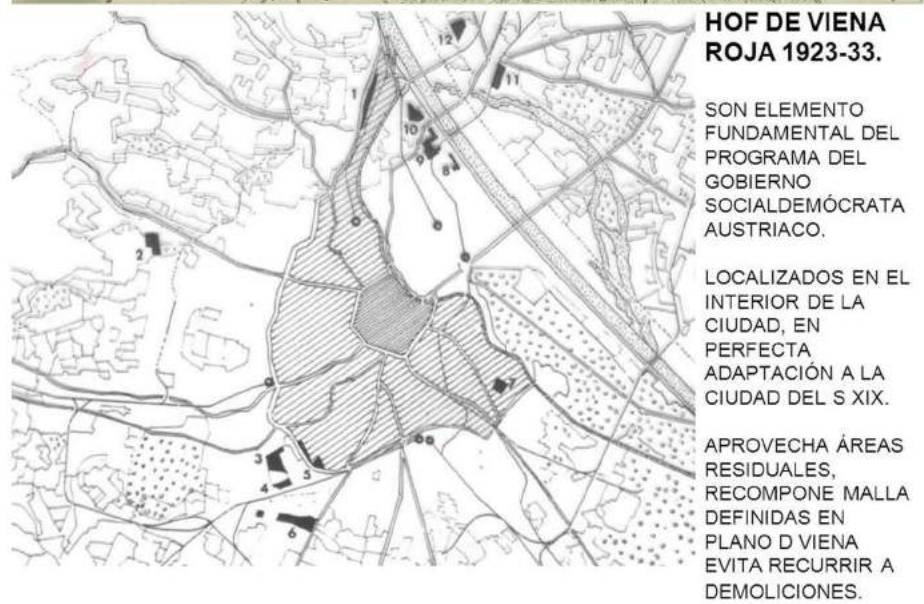 HOF DE VIENA
ROJA 1923-33.
SON ELEMENTO
FUNDAMENTAL DEL
PROGRAMA DEL
GOBIERNO
SOCIALDEMÓCRATA
AUSTRIACO.
LOCALIZADOS EN EL
INTERIOR DE LA
CIUDAD, EN
PERFECTA
ADAPTACIÓN A LA
CIUDAD DEL S XIX.
APROVECHA ÁREAS
RESIDUALES,
RECOMPONE MALLA
DEFINIDAS EN
PLANO D VIENA
EVITA RECURRIR A
DEMOLICIONES.
12
11
1
10
9
8
2
7
3
5
4
6